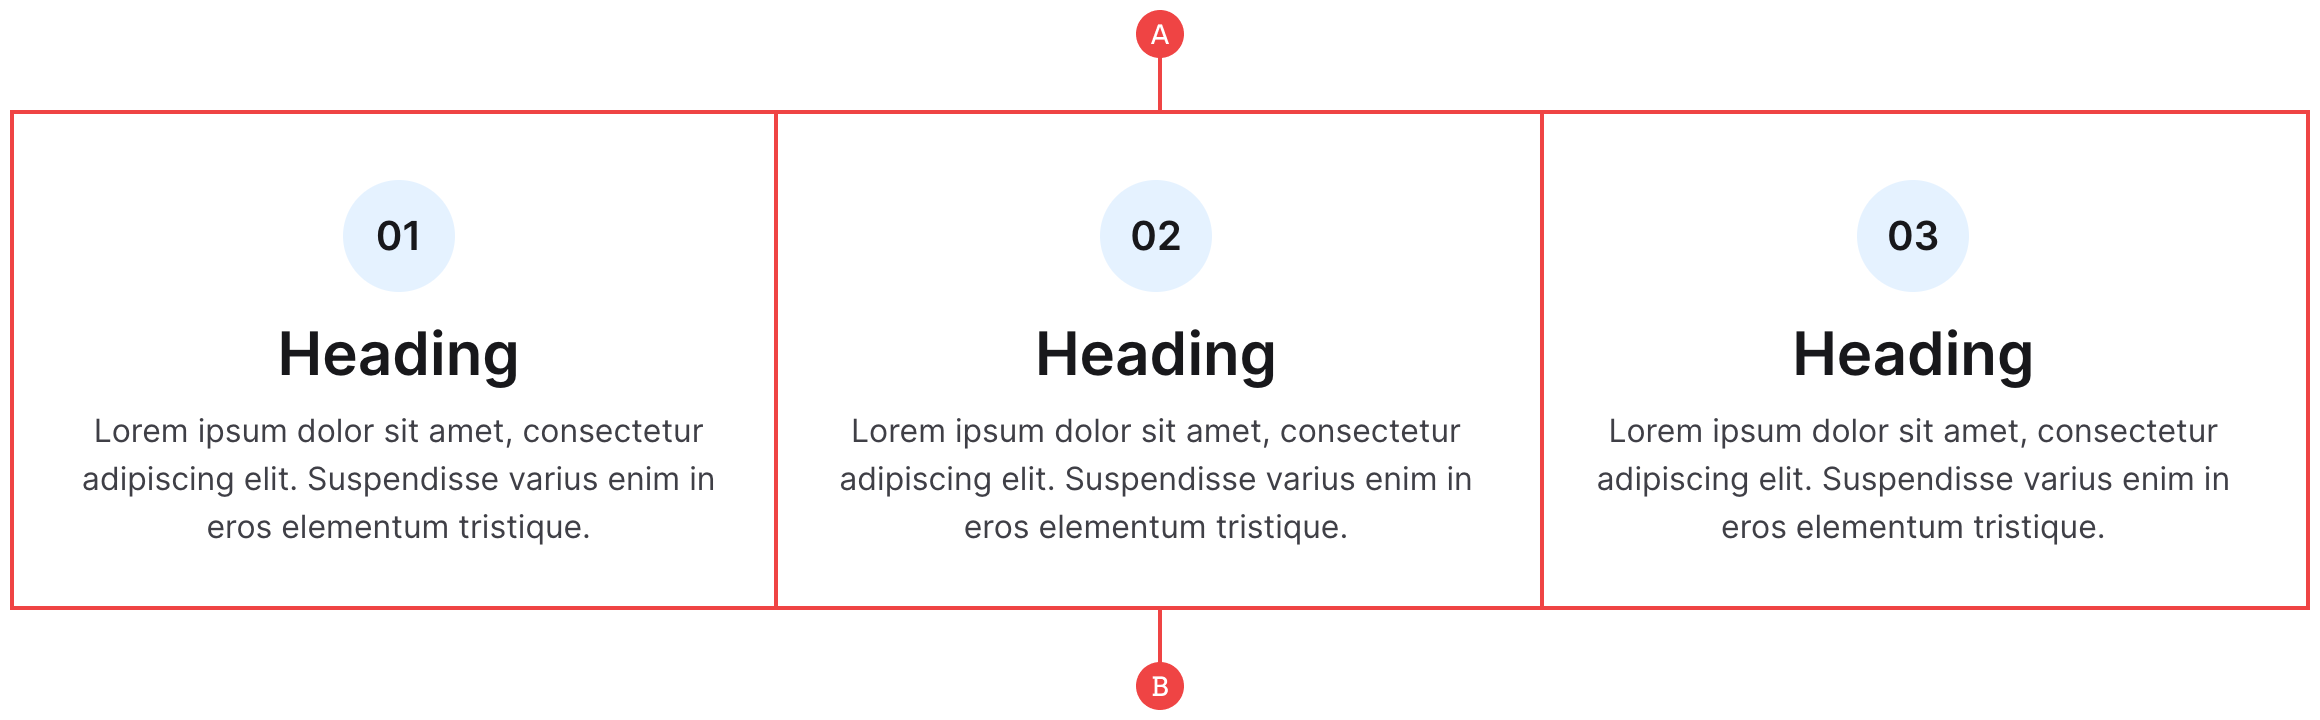 A
01
Heading
Lorem ipsum dolor sit amet, consectetur
adipiscing elit. Suspendisse varius enim in
eros elementum tristique.
02
Heading
Lorem ipsum dolor sit amet, consectetur
adipiscing elit. Suspendisse varius enim in
eros elementum tristique.
03
Heading
Lorem ipsum dolor sit amet, consectetur
adipiscing elit. Suspendisse varius enim in
eros elementum tristique.
B